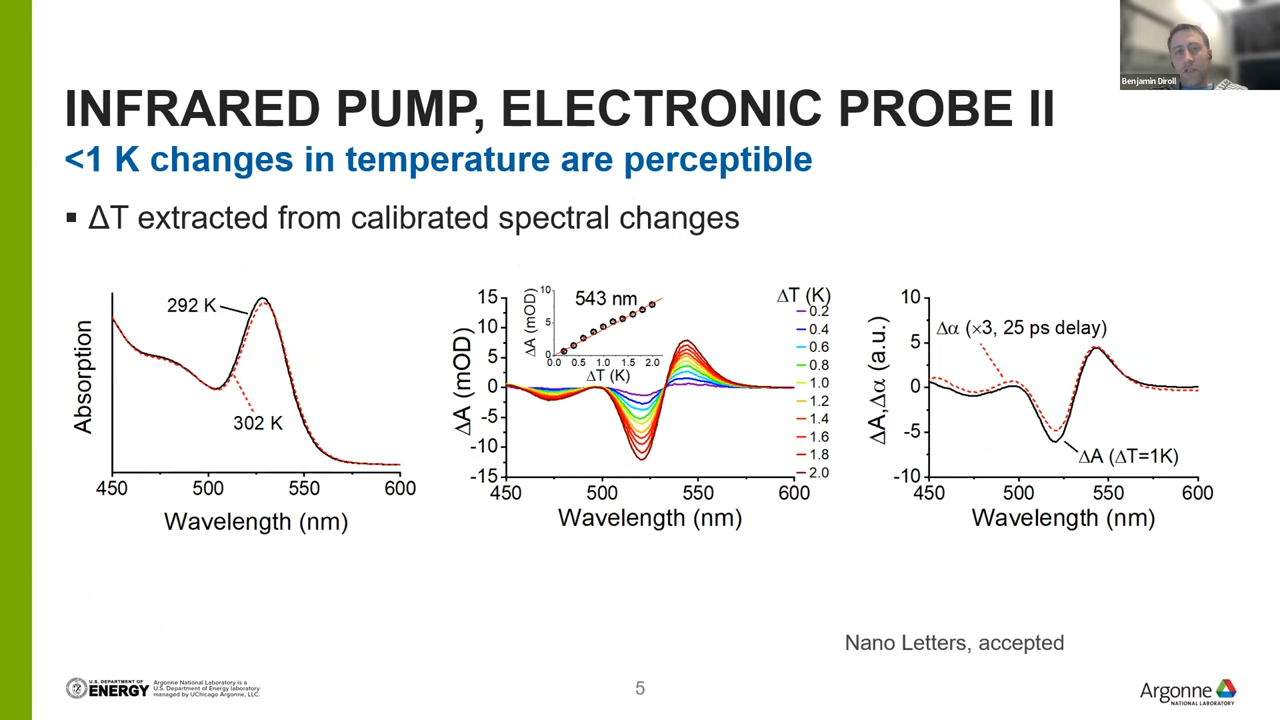 Benjamin Diroll
INFRARED PUMP, ELECTRONIC PROBE II
<1 K changes in temperature are perceptible
▪ ΔT extracted from calibrated spectral changes
292 K
302 K
Absorption
450 500 550 600
Wavelength (nm)
15
10
5
0
-5
-10
-15
ΔA (mOD)
10
5
0
ΔA (mOD)
543 nm
0.0 0.5 1.0 1.5 2.0
ΔT (K)
ΔT (K)
0.2
0.4
0.6
0.8
1.0
1.2
1.4
1.6
1.8
2.0
450 500 550 600
Wavelength (nm)
10
5
0
-5
-10
ΔA,Δα (a.u.)
Δα (×3, 25 ps delay)
ΔA (ΔT=1K)
450 500 550 600
Wavelength (nm)
Nano Letters, accepted
U.S. DEPARTMENT OF
ENERGY
Argonne National Laboratory is a
U.S. Department of Energy laboratory
managed by UChicago Argonne, LLC.
5
Argonne
NATIONAL LABORATORY